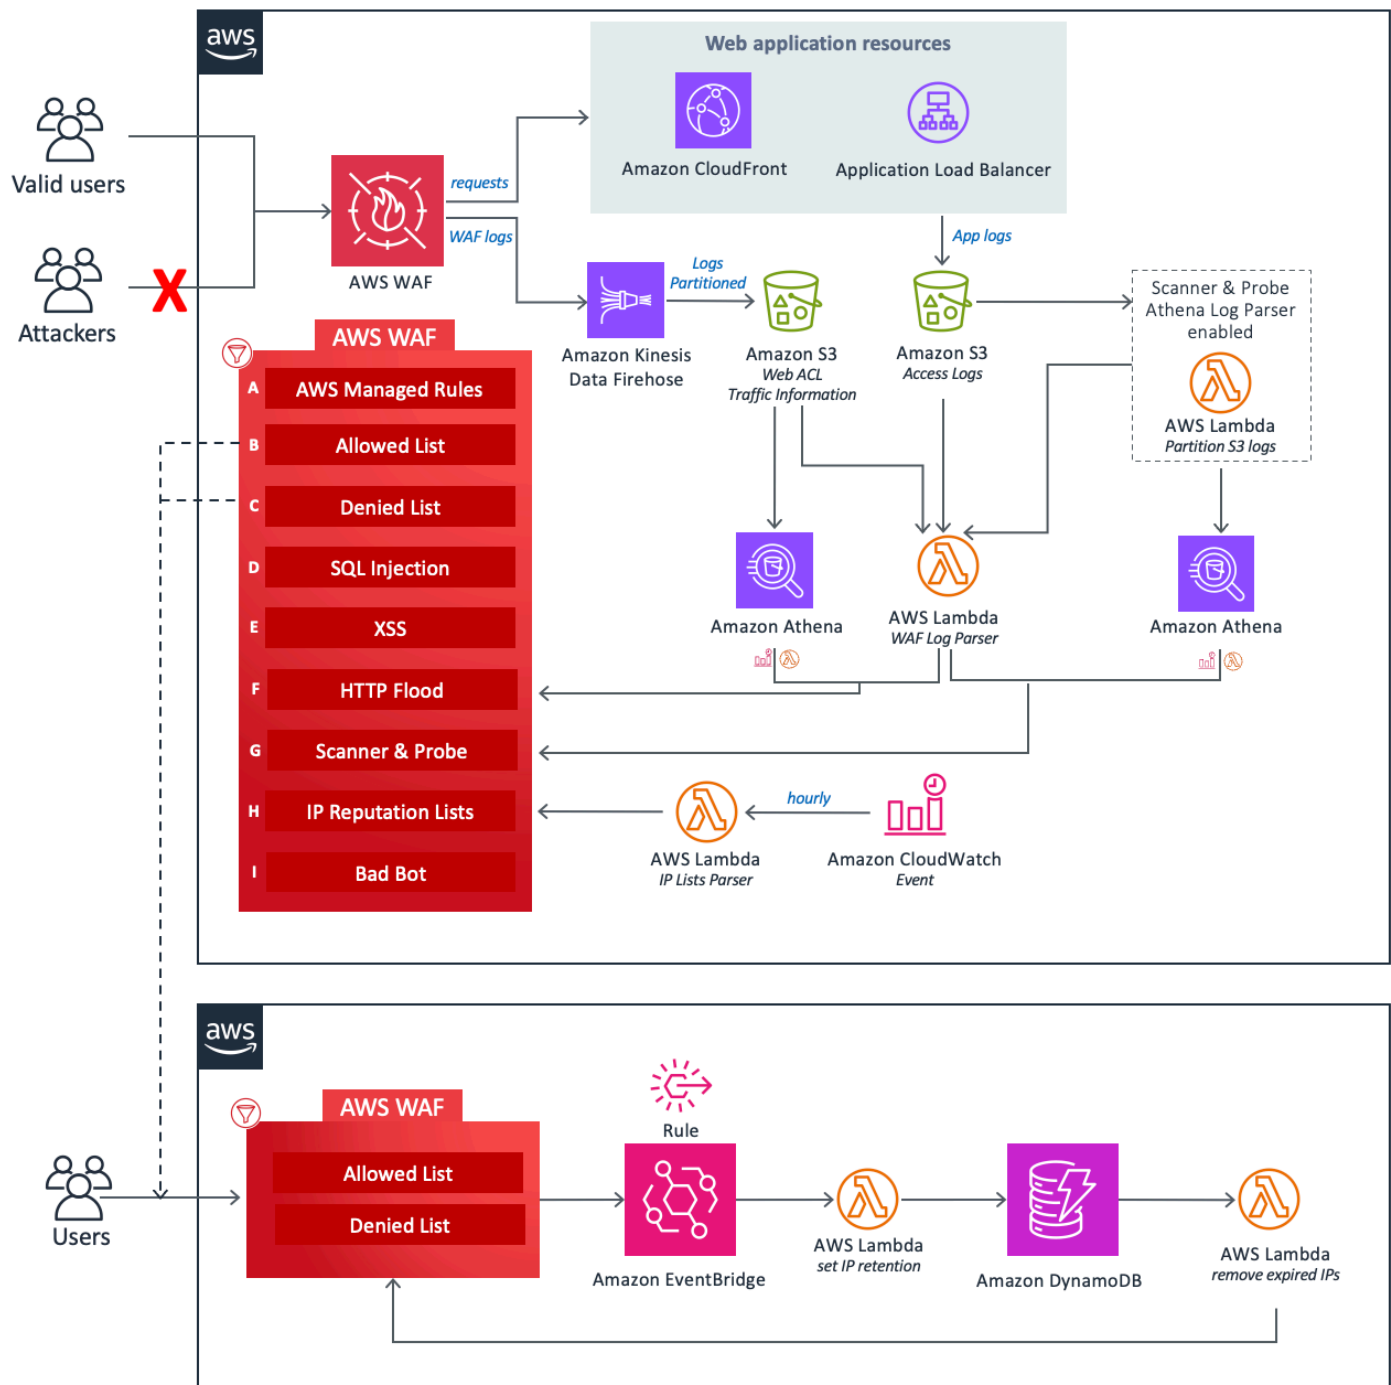 aws
Web application resources
Amazon CloudFront
Application Load Balancer
Valid users
Attackers
X
AWS WAF
requests
WAF logs
App logs
Logs
Partitioned
Amazon Kinesis
Data Firehose
Amazon S3
Web ACL
Traffic Information
Amazon S3
Access Logs
Scanner & Probe
Athena Log Parser
enabled
AWS Lambda
Partition S3 logs
AWS WAF
A
AWS Managed Rules
B
Allowed List
C
Denied List
D
SQL Injection
E
XSS
F
HTTP Flood
G
Scanner & Probe
H
IP Reputation Lists
I
Bad Bot
Amazon Athena
AWS Lambda
WAF Log Parser
Amazon Athena
AWS Lambda
IP Lists Parser
hourly
Amazon CloudWatch
Event
aws
Users
AWS WAF
Allowed List
Denied List
Rule
Amazon EventBridge
AWS Lambda
set IP retention
Amazon DynamoDB
AWS Lambda
remove expired IPs